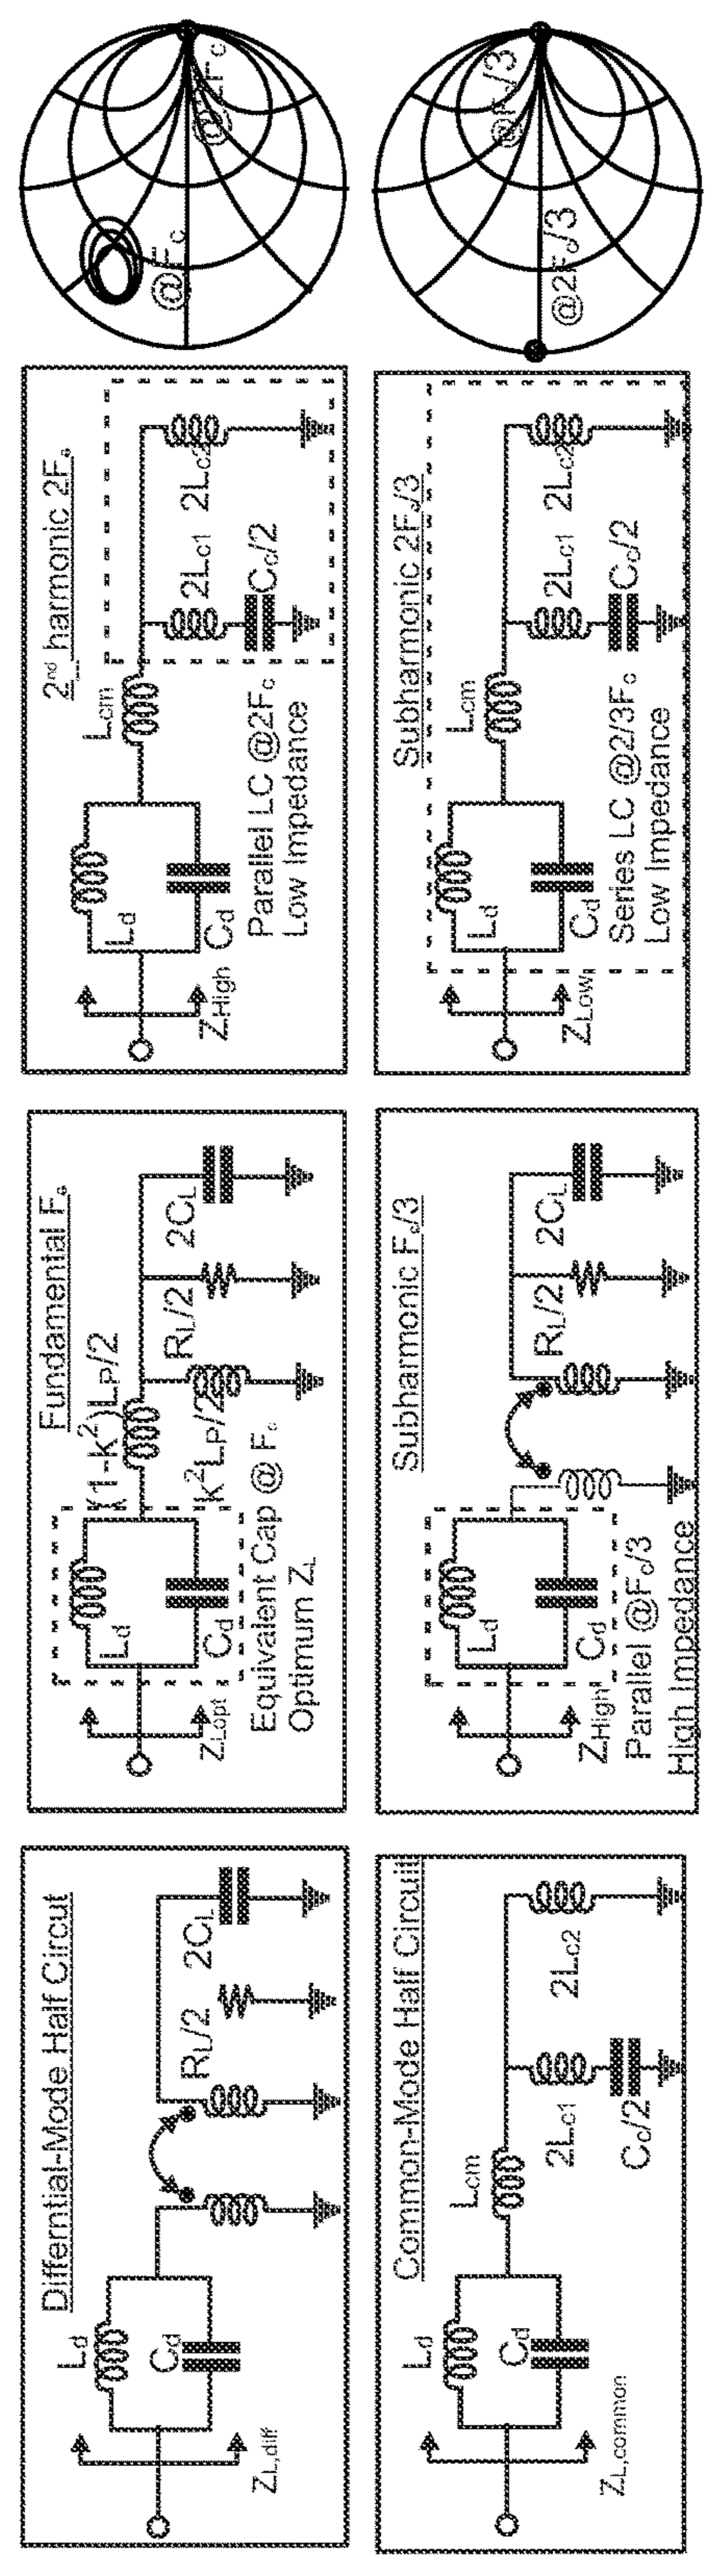 Differntial-Mode Half Circut
Ld
Cd
ZL,diff
RL/2
2CL
Fundamental Fc
(1-K²)LP/2
K²LP/2
RL/2
2CL
Ld
Cd
ZLopt
Equivalent Cap @ Fc
Optimum ZL
2nd harmonic 2Fc
Lcm
2Lc1
2Lc2
Cc/2
Ld
Cd
ZHigh
Parallel LC @2Fc
Low Impedance
@Fc
@2Fc
Common-Mode Half Circuit
Ld
Cd
ZL,common
Lcm
2Lc1
2Lc2
Cc/2
Subharmonic Fc/3
Ld
Cd
RL/2
2CL
ZHigh
Parallel @Fc/3
High Impedance
Subharmonic 2Fc/3
Lcm
2Lc1
2Lc2
Cc/2
Ld
Cd
ZLow
Series LC @2/3Fc
Low Impedance
@2Fc/3
@Fc/3